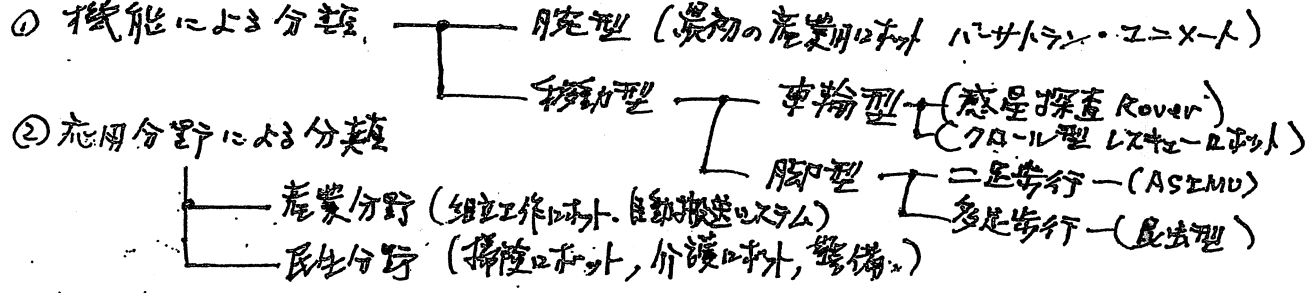 ① 機能による分類 腕型 (最初の産業用ロボット バーサトラン・ユニメート)
移動型 車輪型 (惑星探査 Rover)
(クロール型 レスキューロボット)
② 応用分野による分類
脚型 二足歩行 (ASIMO)
多足歩行 (昆虫型)
産業分野 (組立工作ロボット.自動搬送システム)
民生分野 (掃除ロボット, 介護ロボット, 警備..)